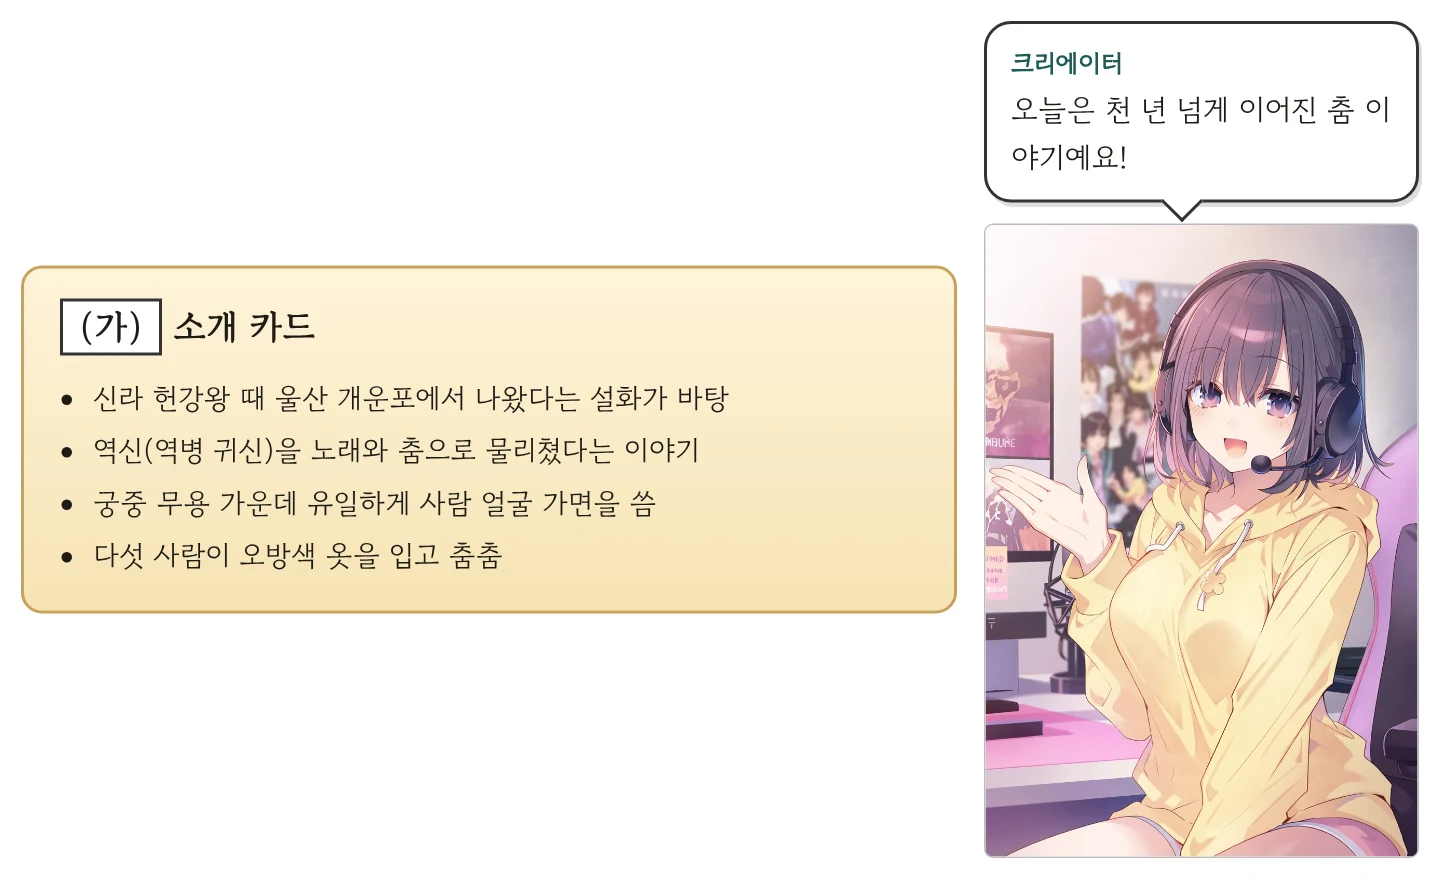 크리에이터
오늘은 천 년 넘게 이어진 춤 이
야기예요!
(가) 소개 카드
• 신라 헌강왕 때 울산 개운포에서 나왔다는 설화가 바탕
• 역신(역병 귀신)을 노래와 춤으로 물리쳤다는 이야기
• 궁중 무용 가운데 유일하게 사람 얼굴 가면을 씀
• 다섯 사람이 오방색 옷을 입고 춤춤